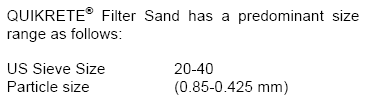 QUIKRETE® Filter Sand has a predominant size
range as follows:
US Sieve Size 20-40
Particle size (0.85-0.425 mm)